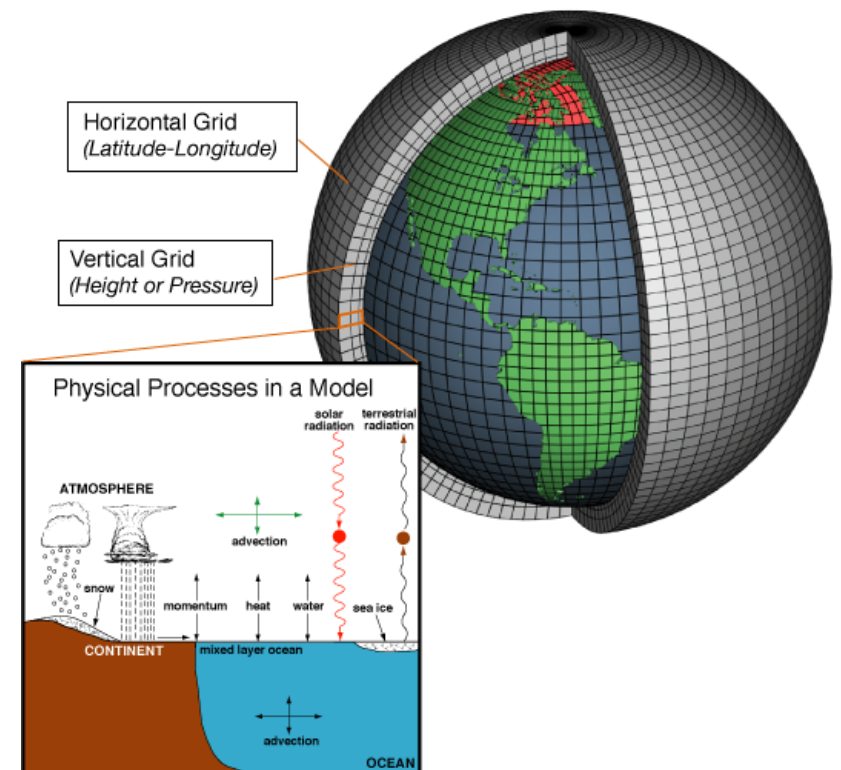 Horizontal Grid
(Latitude-Longitude)
Vertical Grid
(Height or Pressure)
Physical Processes in a Model
solar radiation
terrestrial radiation
ATMOSPHERE
advection
snow
momentum
heat
water
sea ice
CONTINENT
mixed layer ocean
advection
OCEAN